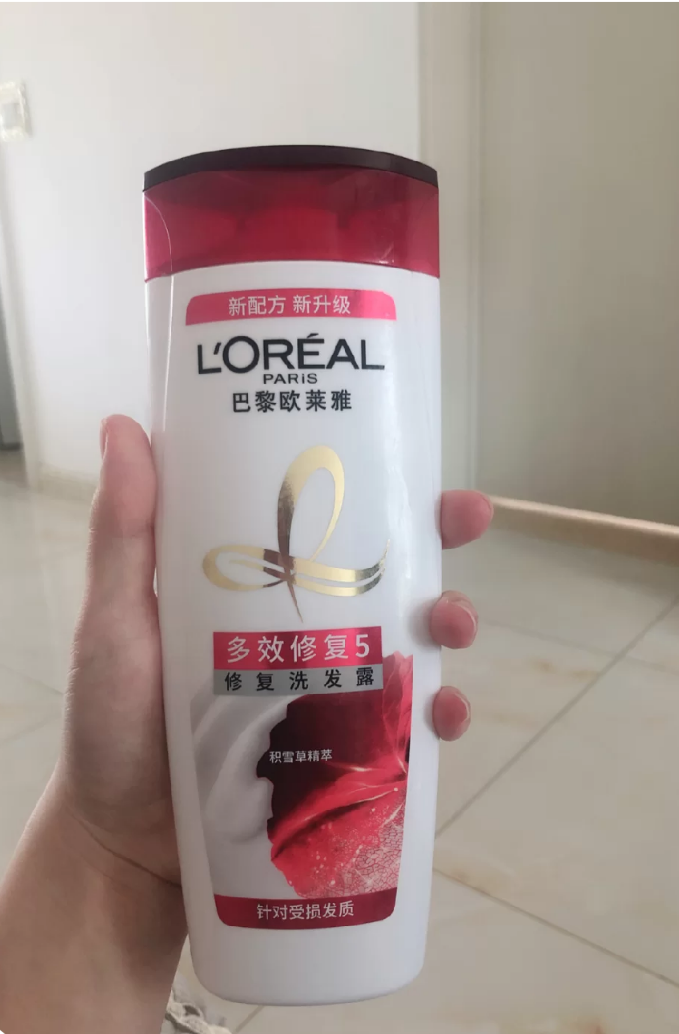 新配方 新升级
L'ORÉAL
PARIS
巴黎欧莱雅
多效修复5
修复洗发露
积雪草精萃
针对受损发质